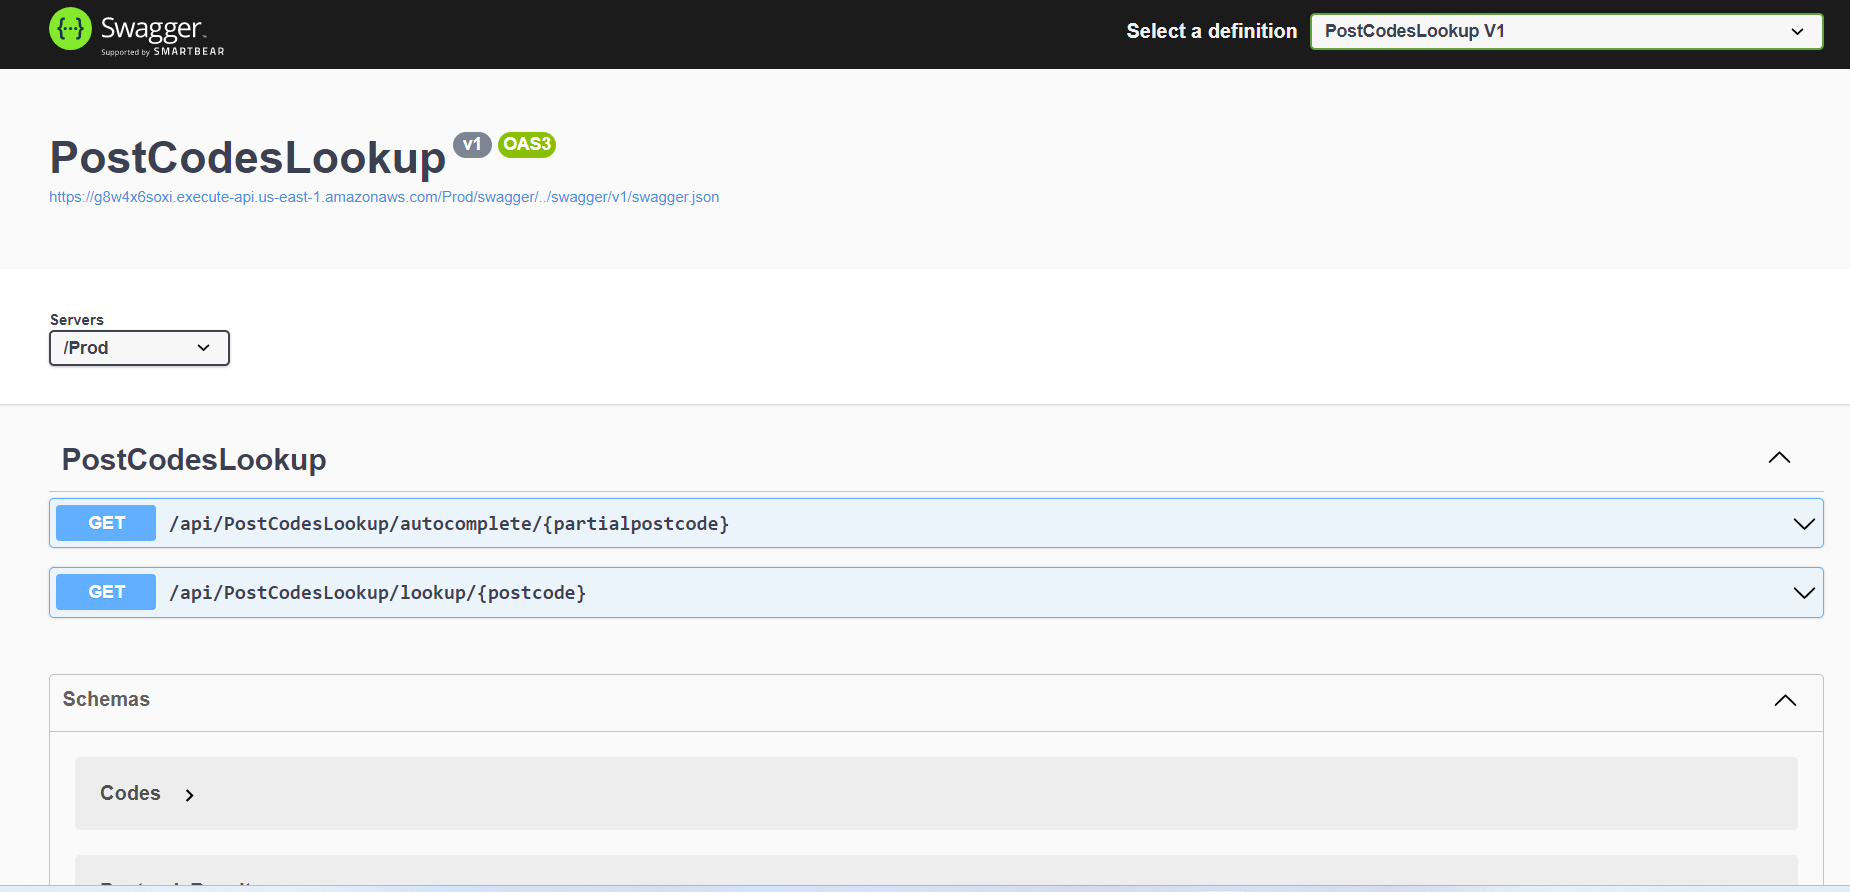 Swagger™
Supported by SMARTBEAR
Select a definition
PostCodesLookup V1
PostCodesLookup v1 OAS3
https://g8w4x6soxi.execute-api.us-east-1.amazonaws.com/Prod/swagger/../swagger/v1/swagger.json
Servers
/Prod
PostCodesLookup
GET /api/PostCodesLookup/autocomplete/{partialpostcode}
GET /api/PostCodesLookup/lookup/{postcode}
Schemas
Codes